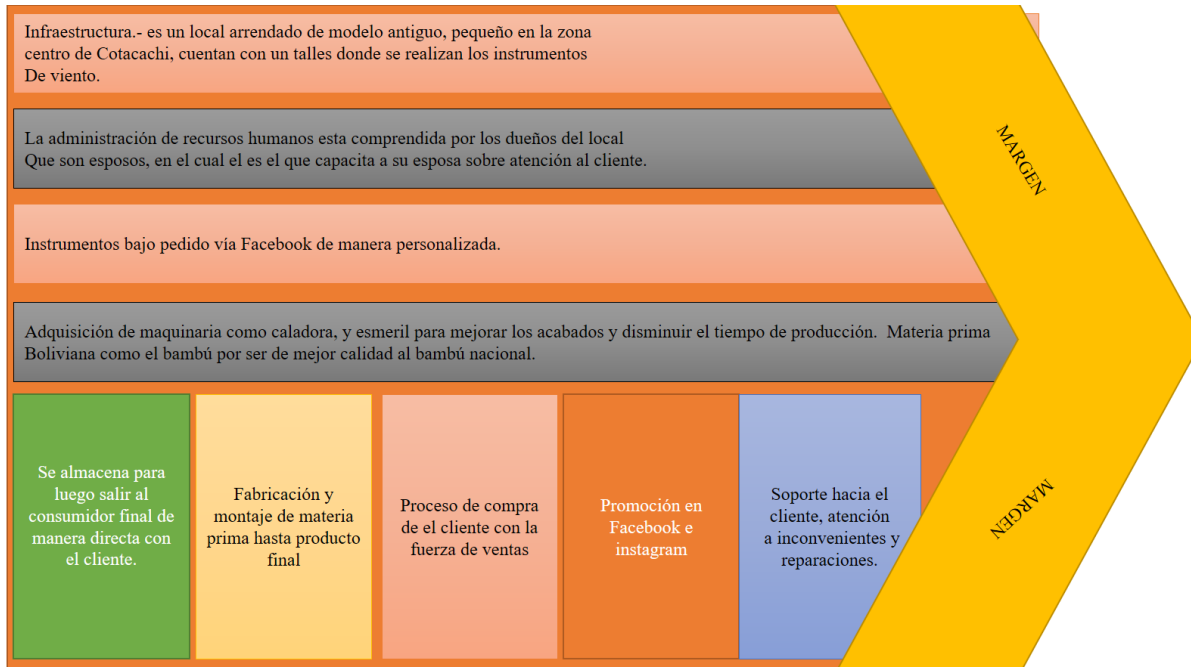 Infraestructura.- es un local arrendado de modelo antiguo, pequeño en la zona
centro de Cotacachi, cuentan con un talles donde se realizan los instrumentos
De viento.
MARGEN
La administración de recursos humanos esta comprendida por los dueños del local
Que son esposos, en el cual el es el que capacita a su esposa sobre atención al cliente.
Instrumentos bajo pedido vía Facebook de manera personalizada.
Adquisición de maquinaria como caladora, y esmeril para mejorar los acabados y disminuir el tiempo de producción. Materia prima
Boliviana como el bambú por ser de mejor calidad al bambú nacional.
Se almacena para
luego salir al
consumidor final de
manera directa con
el cliente.
Fabricación y
montaje de materia
prima hasta producto
final
Proceso de compra
de el cliente con la
fuerza de ventas
Promoción en
Facebook e
instagram
Soporte hacia el
cliente, atención
a inconvenientes y
reparaciones.
MARGEN